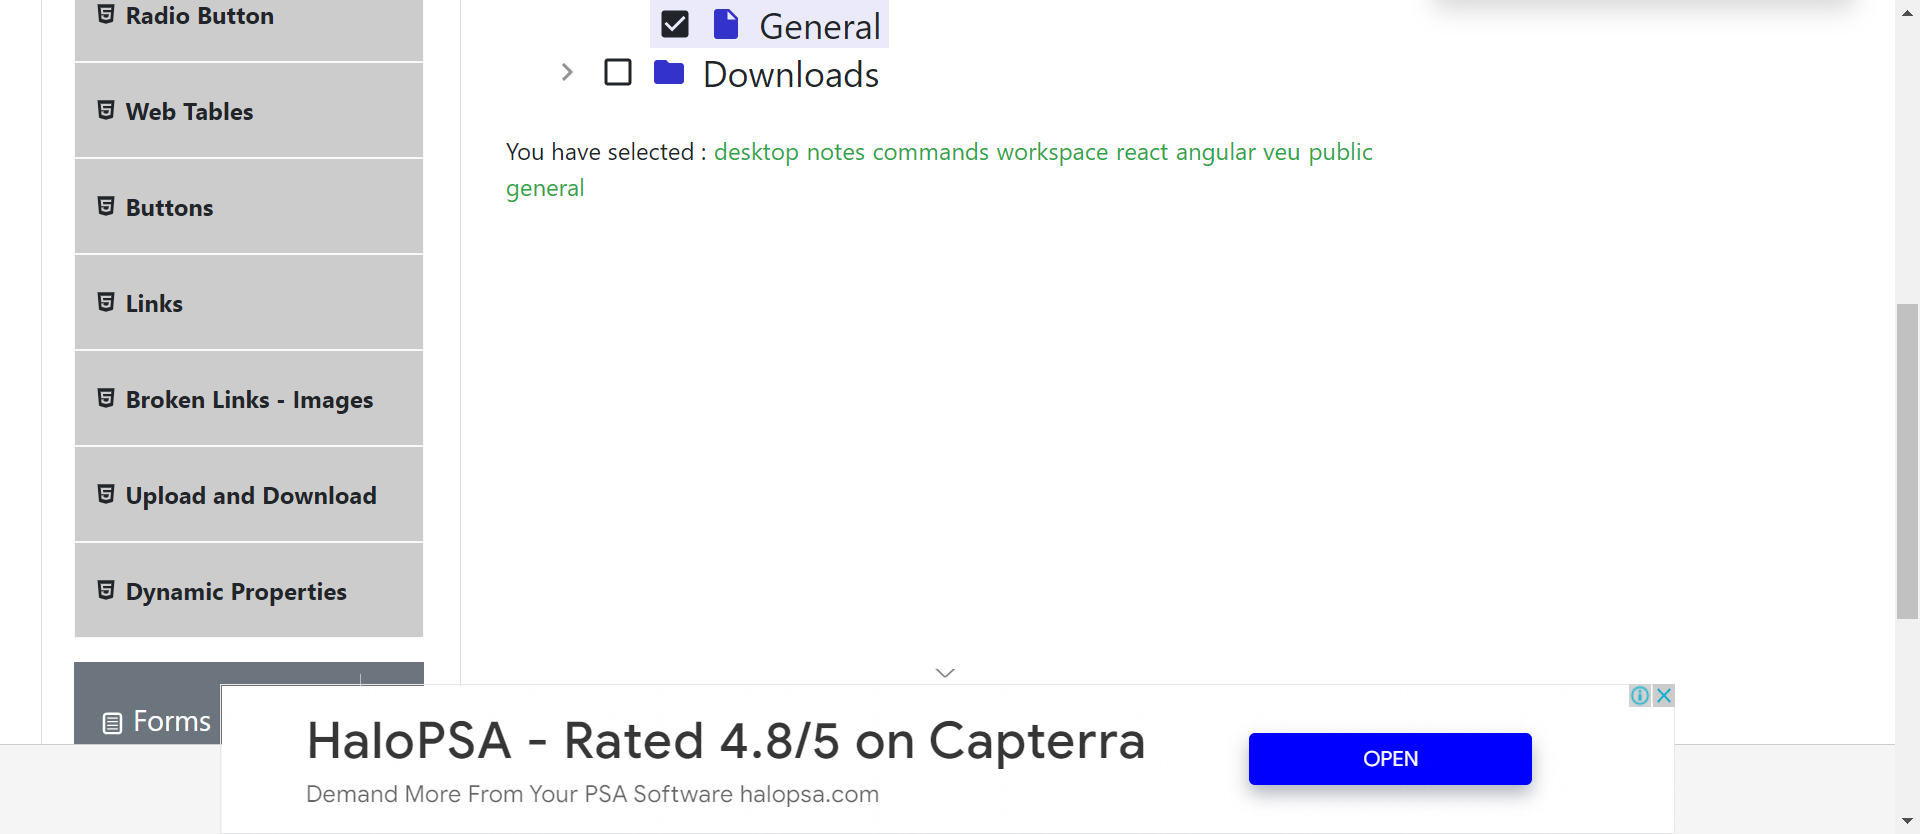 Radio Button
Web Tables
Buttons
Links
Broken Links - Images
Upload and Download
Dynamic Properties
Forms
General
Downloads
You have selected : desktop notes commands workspace react angular veu public
general
HaloPSA - Rated 4.8/5 on Capterra
Demand More From Your PSA Software halopsa.com
OPEN